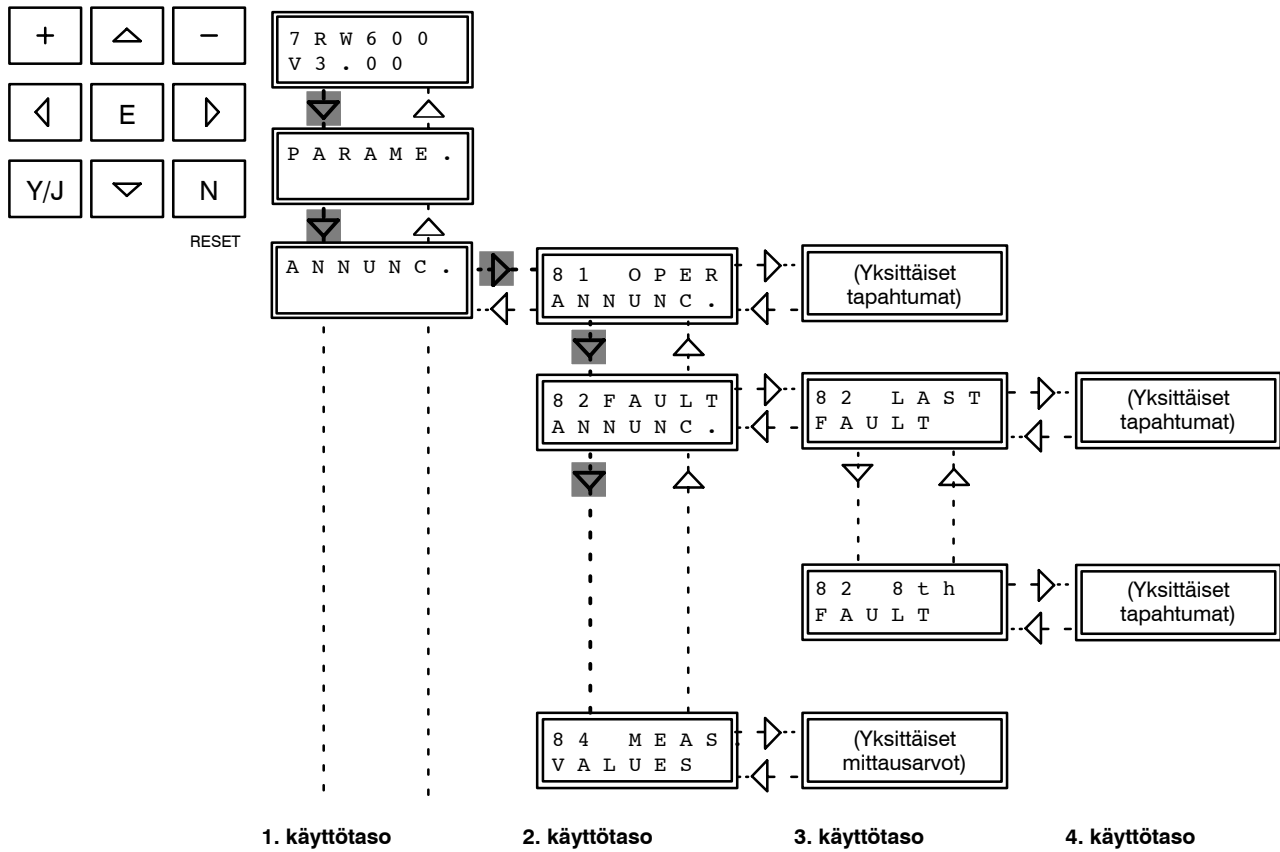 + −
E
Y/J N
RESET
7RW600
V3.00
PARAME.
ANNUNC.
81 OPER
ANNUNC.
(Yksittäiset
tapahtumat)
82FAULT
ANNUNC.
82 LAST
FAULT
(Yksittäiset
tapahtumat)
82 8th
FAULT
(Yksittäiset
tapahtumat)
84 MEAS.
VALUES
(Yksittäiset
mittausarvot)
1. käyttötaso 2. käyttötaso 3. käyttötaso 4. käyttötaso